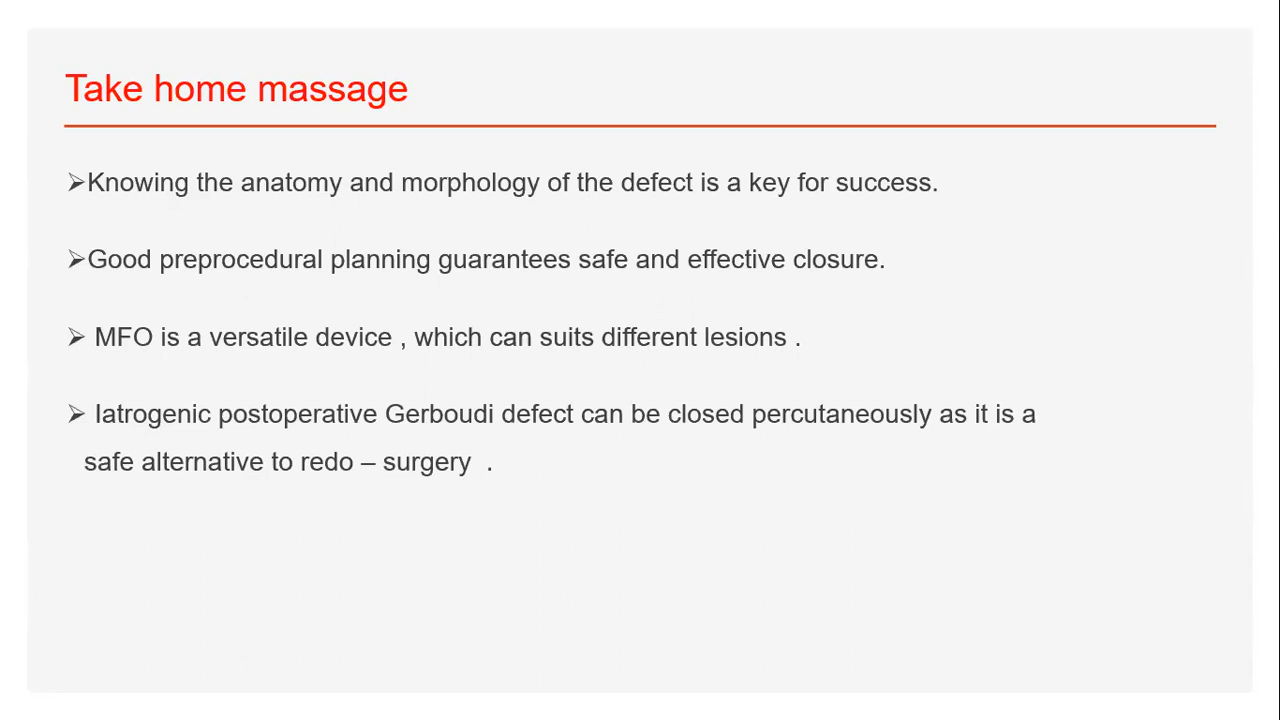 Take home massage
➢Knowing the anatomy and morphology of the defect is a key for success.
➢Good preprocedural planning guarantees safe and effective closure.
➢ MFO is a versatile device , which can suits different lesions .
➢ Iatrogenic postoperative Gerboudi defect can be closed percutaneously as it is a
safe alternative to redo – surgery  .